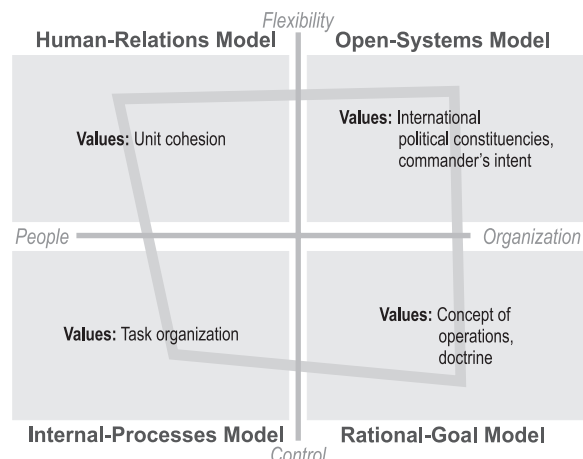 Flexibility
Human-Relations Model
Open-Systems Model
Values: Unit cohesion
Values: International
political constituencies,
commander's intent
People
Organization
Values: Task organization
Values: Concept of
operations,
doctrine
Internal-Processes Model
Rational-Goal Model
Control